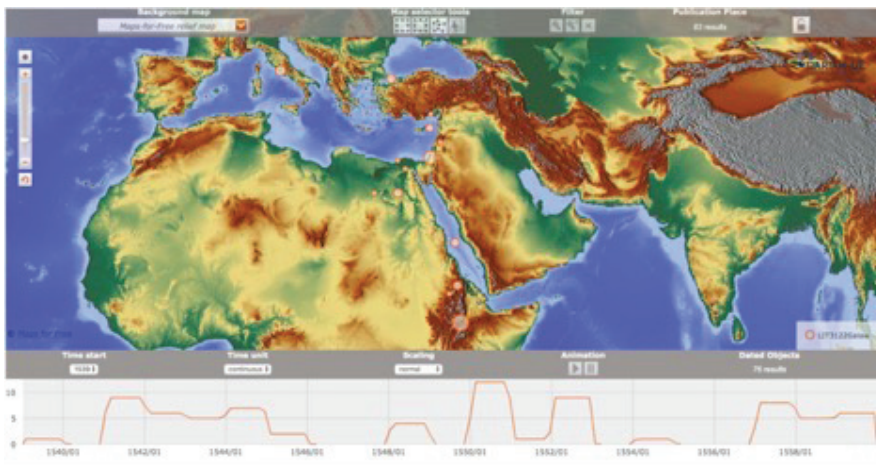 Background map
Map selector tools
Filter
Publication Place
Maps-for-Free relief map
82 results
© Maps for Free
Time start
Time unit
Scaling
Animation
Dated Objects
continuous
normal
76 results
10
5
0
1540/01
1542/01
1544/01
1546/01
1548/01
1550/01
1552/01
1554/01
1556/01
1558/01